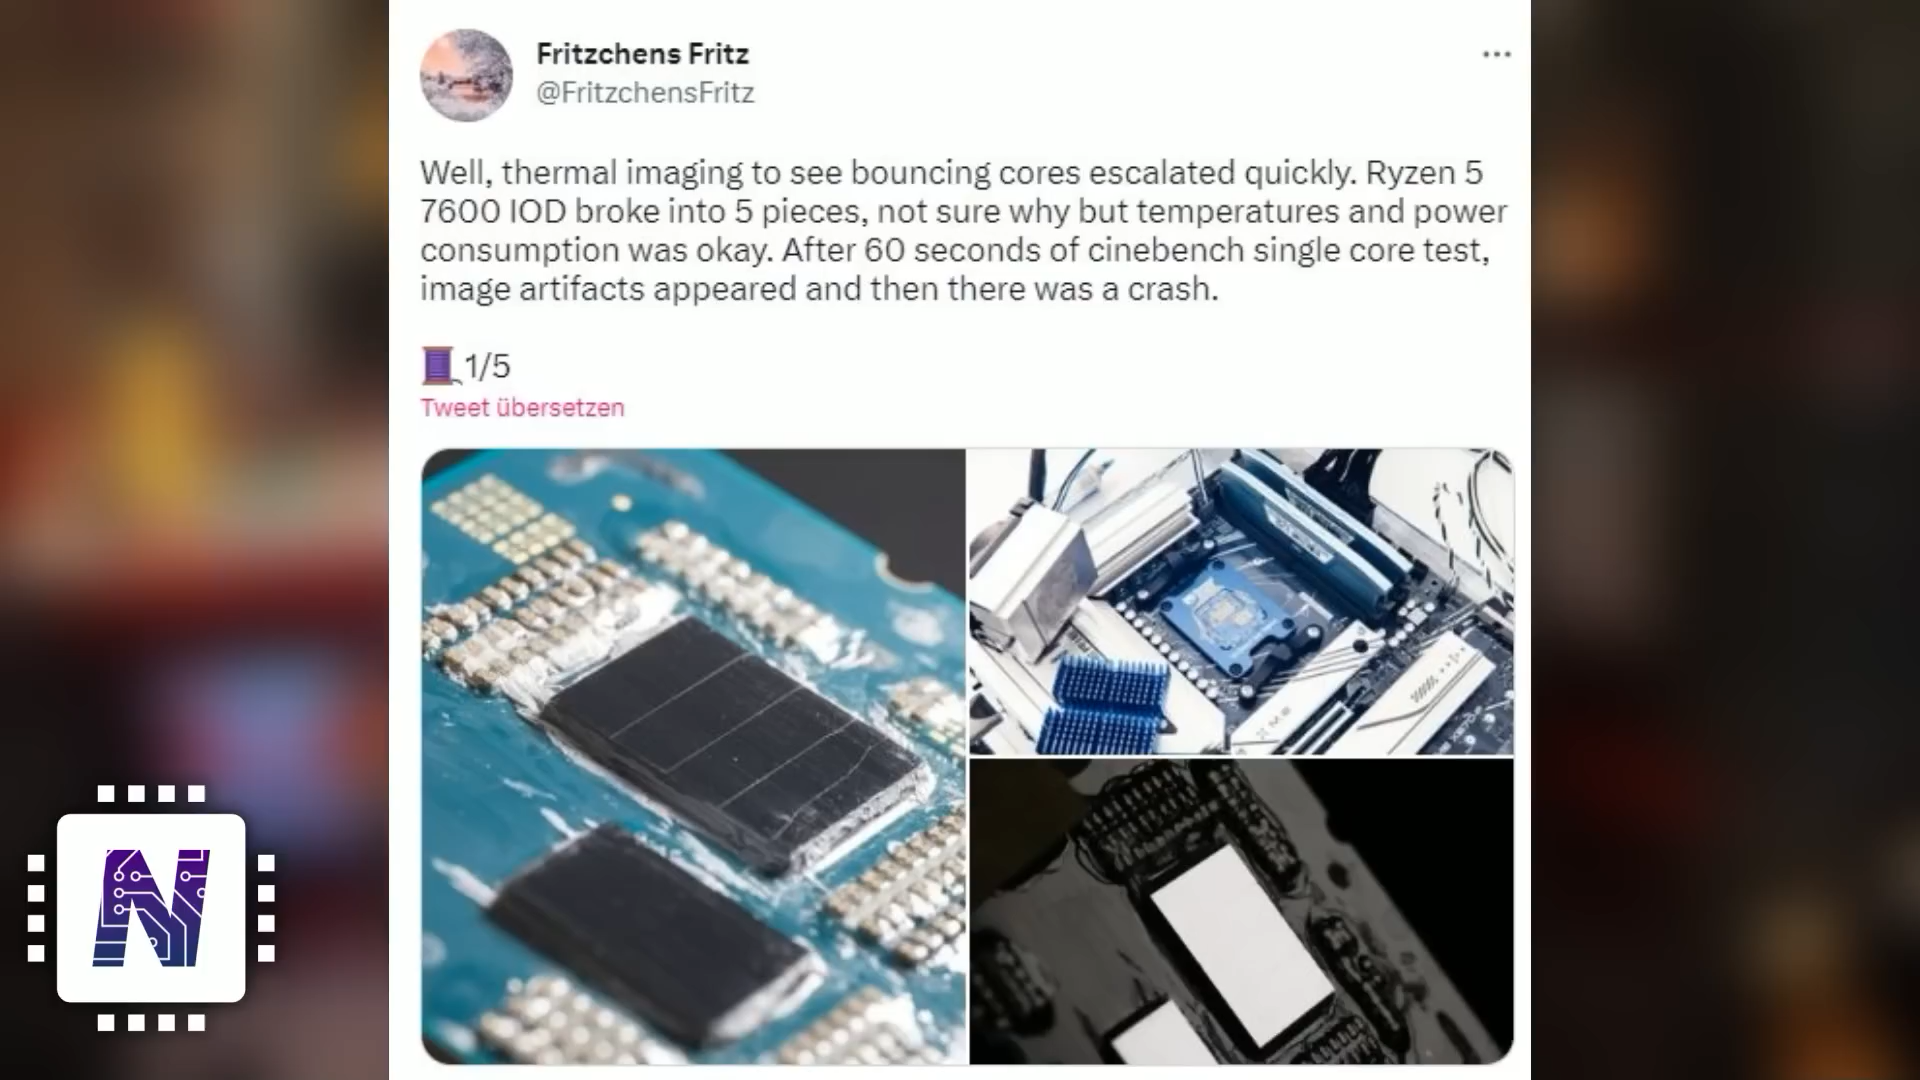 Fritzchens Fritz
@FritzchensFritz
Well, thermal imaging to see bouncing cores escalated quickly. Ryzen 5
7600 IOD broke into 5 pieces, not sure why but temperatures and power
consumption was okay. After 60 seconds of cinebench single core test,
image artifacts appeared and then there was a crash.
1/5
Tweet übersetzen
N